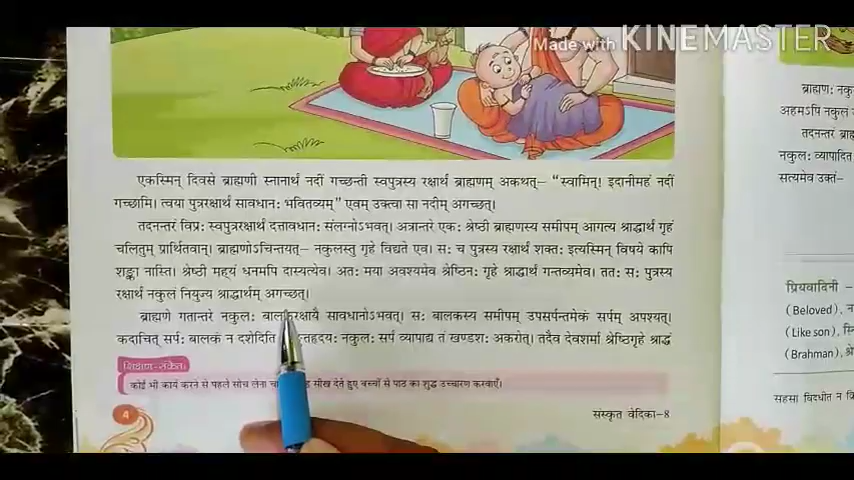 Made with KINEMASTER
एकस्मिन् दिवसे ब्राह्मणी स्नानार्थं नदीं गच्छन्ती स्वपुत्रस्य रक्षार्थं ब्राह्मणम् अकथत्– “स्वामिन्! इदानीमहं नदीं
गच्छामि। त्वया पुत्ररक्षार्थं सावधान: भवितव्यम्” एवम् उक्त्वा सा नदीम् अगच्छत्।
तदनन्तरं विप्र: स्वपुत्ररक्षार्थं दत्तावधान: संलग्नोऽभवत्। अत्रान्तरे एक: श्रेष्ठी ब्राह्मणस्य समीपम् आगत्य श्राद्धार्थं गृहं
चलितुम् प्रार्थितवान्। ब्राह्मणोऽचिन्तयत्– नकुलस्तु गृहे विद्यते एव। स: च पुत्रस्य रक्षार्थं शक्त: इत्यस्मिन् विषये कापि
शङ्का नास्ति। श्रेष्ठी मह्यं धनमपि दास्यत्येव। अत: मया अवश्यमेव श्रेष्ठिन: गृहे श्राद्धार्थं गन्तव्यमेव। तत: स: पुत्रस्य
रक्षार्थं नकुलं नियुज्य श्राद्धार्थम् अगच्छत्।
ब्राह्मणे गतान्तरे नकुल: बालकरक्षायै सावधानोऽभवत्। स: बालकस्य समीपम् उपसर्पन्तमेकं सर्पम् अपश्यत्।
कदाचित् सर्प: बालकं न दशेदिति नकुल: सर्पं व्यापाद्य तं खण्डश: अकरोत्। तदैव देवशर्मा श्रेष्ठिगृहे श्राद्धं
शिक्षण-संकेत
कोई भी कार्य करने से पहले सोच लेना सीख देते हुए बच्चों से पाठ का शुद्ध उच्चारण करवाएँ।
4
संस्कृत वेदिका-8
ब्राह्मण:
अहमऽपि नकुल
तदनन्तरं
नकुल: व्यापादि
सत्यमेव उक्तं–
प्रियवादिनी –
(Beloved)
(Like son)
(Brahman)
सहसा विदधीत न